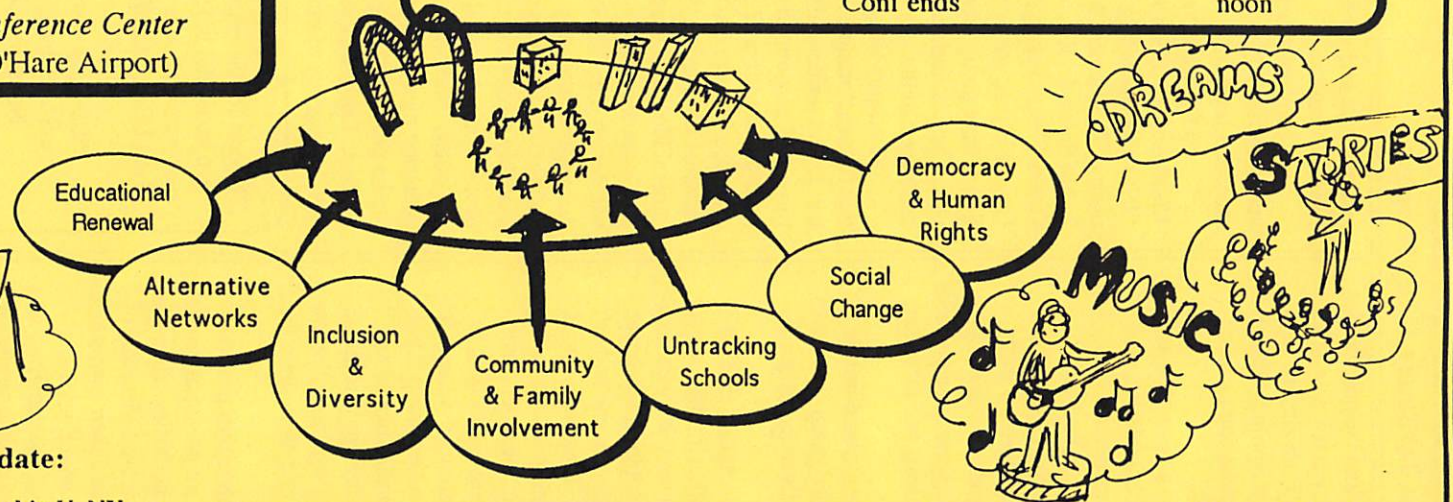 ference Center
O'Hare Airport)
Conf ends noon
DREAMS
STORIES
MUSIC
Educational
Renewal
Alternative
Networks
Inclusion
&
Diversity
Community
& Family
Involvement
Untracking
Schools
Social
Change
Democracy
& Human
Rights
date: